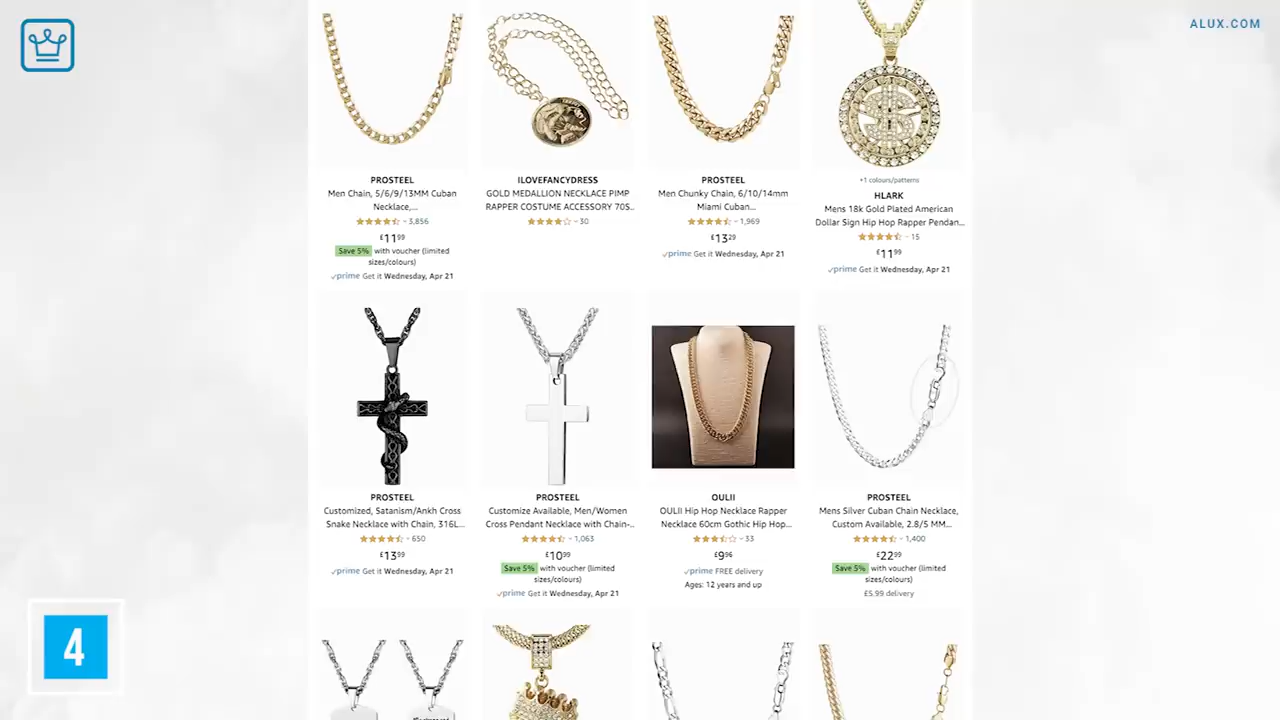 ALUX.COM
PROSTEEL
Men Chain, 5/6/9/13MM Cuban
Necklace,...
3,856
£11.99
Save 5% with voucher (limited
sizes/colours)
prime Get it Wednesday, Apr 21
ILOVEFANCYDRESS
GOLD MEDALLION NECKLACE PIMP
RAPPER COSTUME ACCESSORY 70S..
30
PROSTEEL
Men Chunky Chain, 6/10/14mm
Miami Cuban...
1,969
£13.29
prime Get it Wednesday, Apr 21
+1 colours/patterns
HLARK
Mens 18k Gold Plated American
Dollar Sign Hip Hop Rapper Pendan...
15
£11.99
prime Get it Wednesday, Apr 21
PROSTEEL
Customized, Satanism/Ankh Cross
Snake Necklace with Chain, 316L...
650
£13.99
prime Get it Wednesday, Apr 21
PROSTEEL
Customize Available, Men/Women
Cross Pendant Necklace with Chain-..
1,063
£10.99
Save 5% with voucher (limited
sizes/colours)
prime Get it Wednesday, Apr 21
OULII
OULII Hip Hop Necklace Rapper
Necklace 60cm Gothic Hip Hop...
33
£9.96
prime FREE delivery
Ages: 12 years and up
PROSTEEL
Mens Silver Cuban Chain Necklace,
Custom Available, 2.8/5 MM...
1,400
£22.99
Save 5% with voucher (limited
sizes/colours)
£5.99 delivery
4